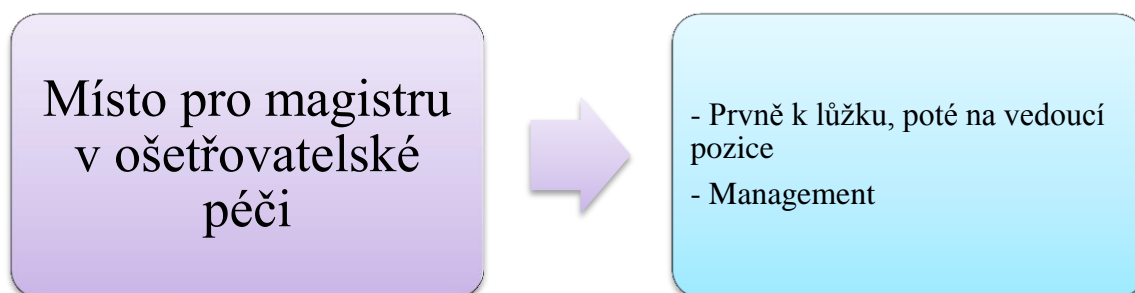 Místo pro magistru
v ošetřovatelské
péči
- Prvně k lůžku, poté na vedoucí
pozice
- Management